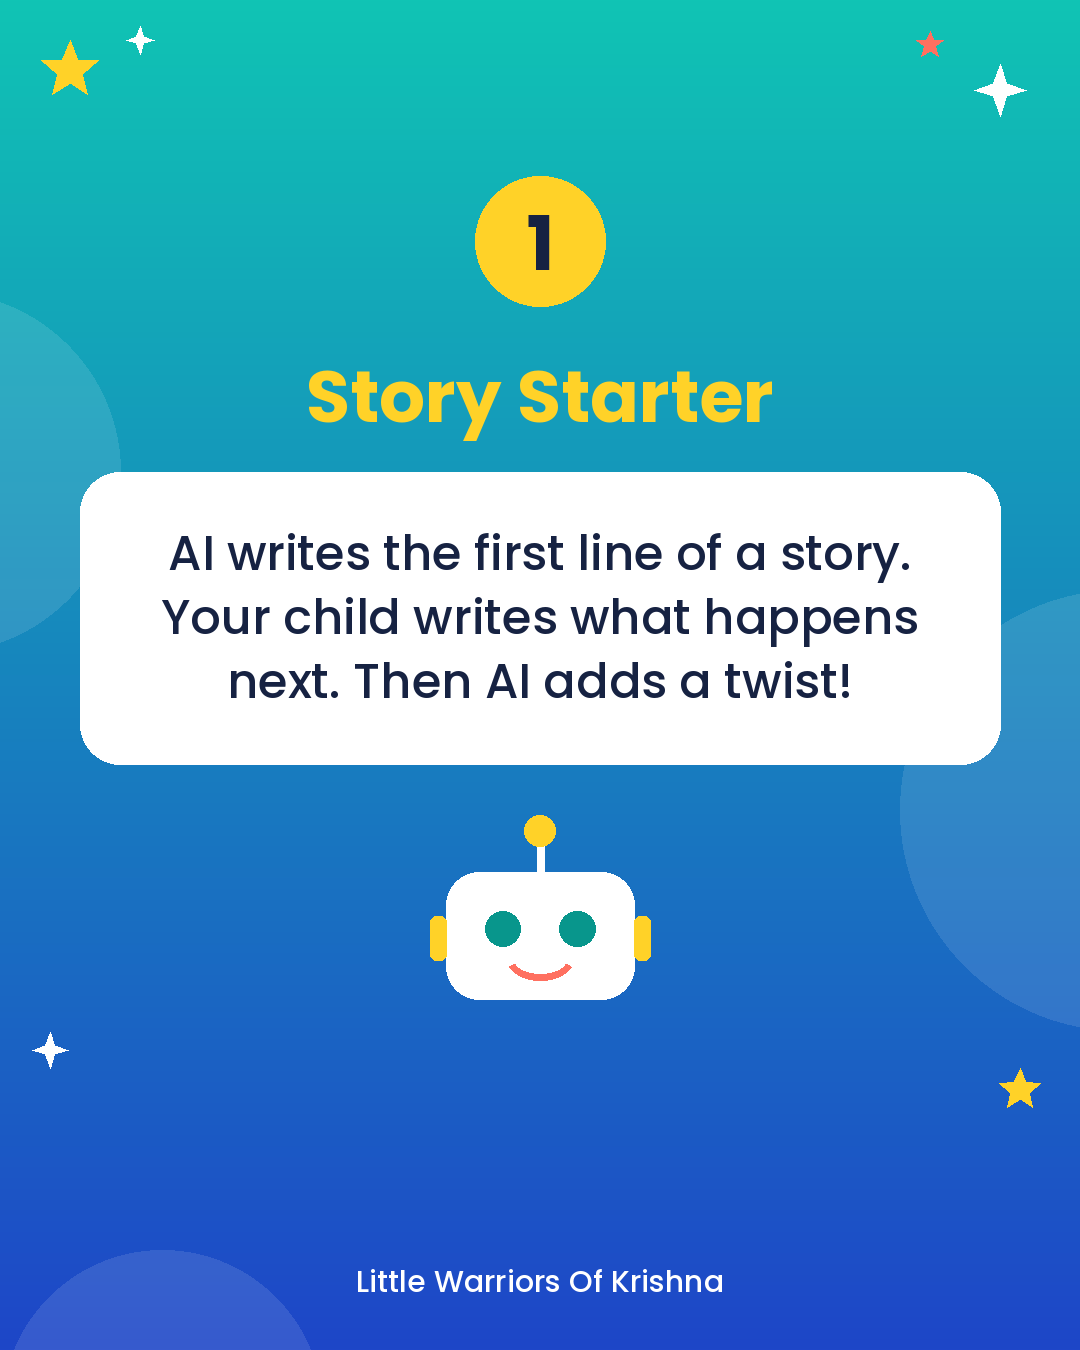 1
Story Starter
AI writes the first line of a story.
Your child writes what happens
next. Then AI adds a twist!
Little Warriors Of Krishna